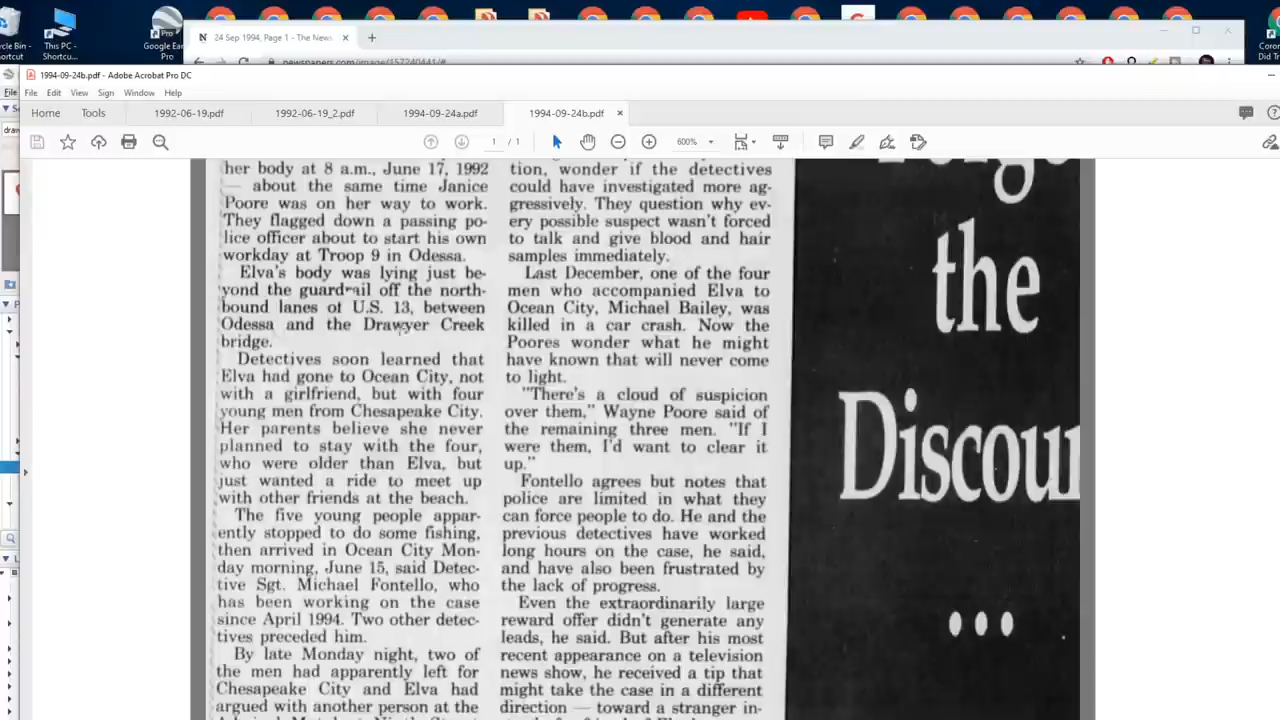 cle Bin -
ortcut
This PC -
Shortcu...
Google Ear
Pro
Coron
Did Tr
24 Sep 1994, Page 1 - The News
newspapers.com/image/157240441/#
1994-09-24b.pdf - Adobe Acrobat Pro DC
File Edit View Sign Window Help
Home Tools 1992-06-19.pdf 1992-06-19_2.pdf 1994-09-24a.pdf 1994-09-24b.pdf
1 / 1 600%
her body at 8 a.m., June 17, 1992
— about the same time Janice
Poore was on her way to work.
They flagged down a passing po-
lice officer about to start his own
workday at Troop 9 in Odessa.
Elva's body was lying just be-
yond the guardrail off the north-
bound lanes of U.S. 13, between
Odessa and the Drawyer Creek
bridge.
Detectives soon learned that
Elva had gone to Ocean City, not
with a girlfriend, but with four
young men from Chesapeake City.
Her parents believe she never
planned to stay with the four,
who were older than Elva, but
just wanted a ride to meet up
with other friends at the beach.
The five young people appar-
ently stopped to do some fishing,
then arrived in Ocean City Mon-
day morning, June 15, said Detec-
tive Sgt. Michael Fontello, who
has been working on the case
since April 1994. Two other detec-
tives preceded him.
By late Monday night, two of
the men had apparently left for
Chesapeake City and Elva had
argued with another person at the
tion, wonder if the detectives
could have investigated more ag-
gressively. They question why ev-
ery possible suspect wasn't forced
to talk and give blood and hair
samples immediately.
Last December, one of the four
men who accompanied Elva to
Ocean City, Michael Bailey, was
killed in a car crash. Now the
Poores wonder what he might
have known that will never come
to light.
"There's a cloud of suspicion
over them," Wayne Poore said of
the remaining three men. "If I
were them, I'd want to clear it
up."
Fontello agrees but notes that
police are limited in what they
can force people to do. He and the
previous detectives have worked
long hours on the case, he said,
and have also been frustrated by
the lack of progress.
Even the extraordinarily large
reward offer didn't generate any
leads, he said. But after his most
recent appearance on a television
news show, he received a tip that
might take the case in a different
direction — toward a stranger in-
the
Discoun
...